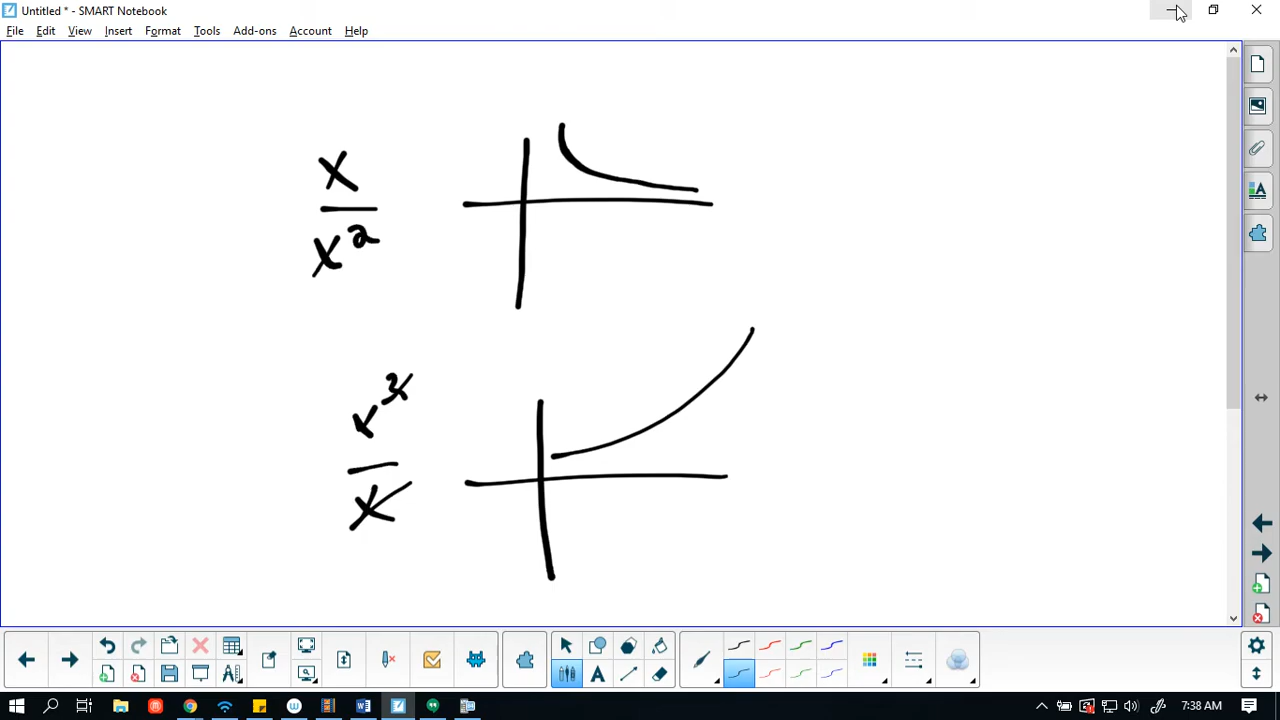 Untitled * - SMART Notebook
File Edit View Insert Format Tools Add-ons Account Help
x
x²
x³
x
7:38 AM